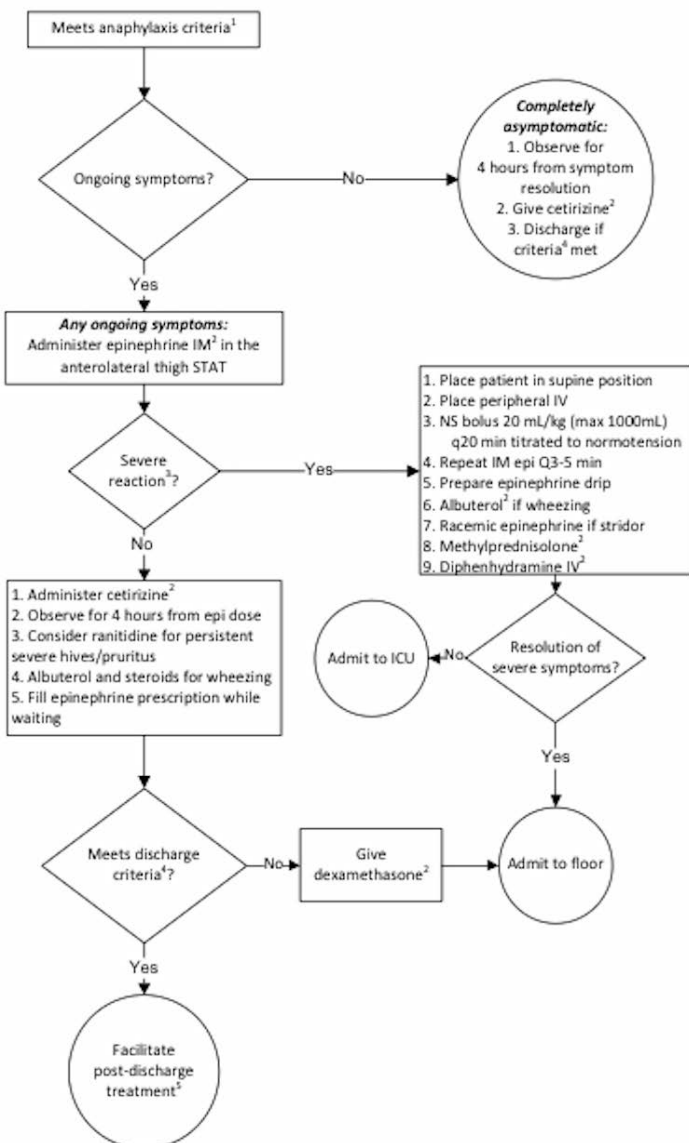 Meets anaphylaxis criteria¹
Ongoing symptoms?
No
Completely
asymptomatic:
1. Observe for
4 hours from symptom
resolution
2. Give cetirizine²
3. Discharge if
criteria⁴ met
Yes
Any ongoing symptoms:
Administer epinephrine IM² in the
anterolateral thigh STAT
Severe
reaction³?
Yes
1. Place patient in supine position
2. Place peripheral IV
3. NS bolus 20 mL/kg (max 1000mL)
q20 min titrated to normotension
4. Repeat IM epi Q3-5 min
5. Prepare epinephrine drip
6. Albuterol² if wheezing
7. Racemic epinephrine if stridor
8. Methylprednisolone²
9. Diphenhydramine IV²
No
1. Administer cetirizine²
2. Observe for 4 hours from epi dose
3. Consider ranitidine for persistent
severe hives/pruritus
4. Albuterol and steroids for wheezing
5. Fill epinephrine prescription while
waiting
Resolution of
severe symptoms?
No
Admit to ICU
Yes
Admit to floor
Meets discharge
criteria⁴?
No
Give
dexamethasone²
Yes
Facilitate
post-discharge
treatment⁵